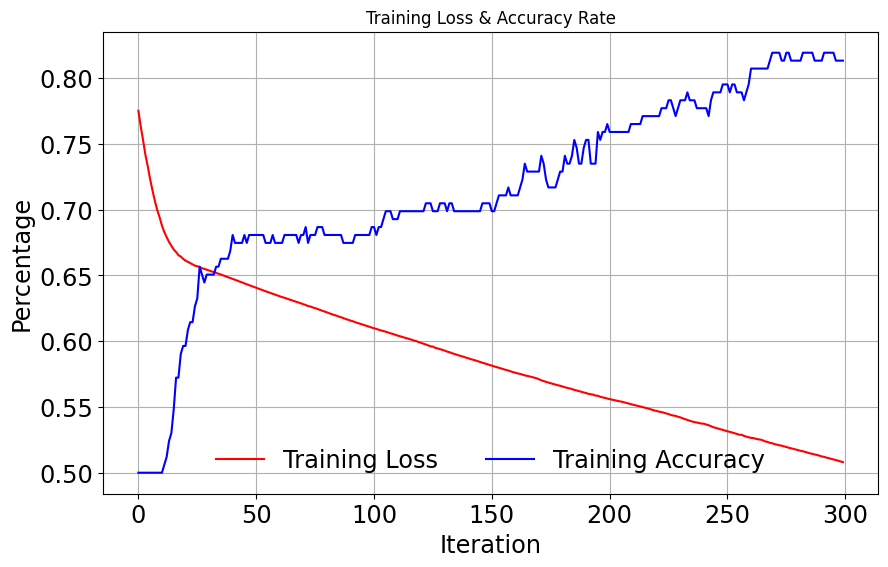 Training Loss & Accuracy Rate
Percentage
0.80
0.75
0.70
0.65
0.60
0.55
0.50
Training Loss
Training Accuracy
0 50 100 150 200 250 300
Iteration